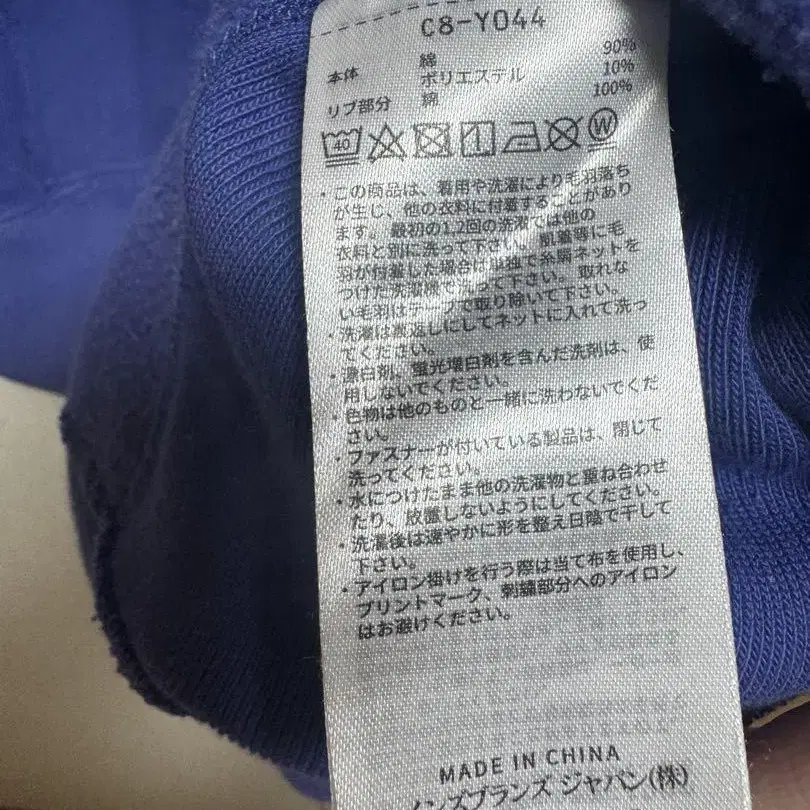 C8-Y044
本体 綿 90%
ポリエステル 10%
リブ部分 綿 100%
40 W
・この商品は、着用や洗濯により毛羽落ち
が生じ、他の衣料に付着することがあり
ます。最初の1,2回の洗濯では他の
衣料と別に洗って下さい。肌着等に毛
羽が付着した場合は単独で糸屑ネットを
つけた洗濯機で洗って下さい。取れな
い毛羽はテープで取り除いて下さい。
・洗濯は裏返しにしてネットに入れて洗っ
てください。
・漂白剤、蛍光増白剤を含んだ洗剤は、使
用しないでください。
・色物は他のものと一緒に洗わないでくだ
さい。
・ファスナーが付いている製品は、閉じて
洗ってください。
・水につけたまま他の洗濯物と重ね合わせ
たり、放置しないようにしてください。
・洗濯後は速やかに形を整え日陰で干して
下さい。
・アイロン掛けを行う際は当て布を使用し、
プリントマーク、刺繍部分へのアイロン
はお避けください。
MADE IN CHINA
ンズブランズ ジャパン(株)